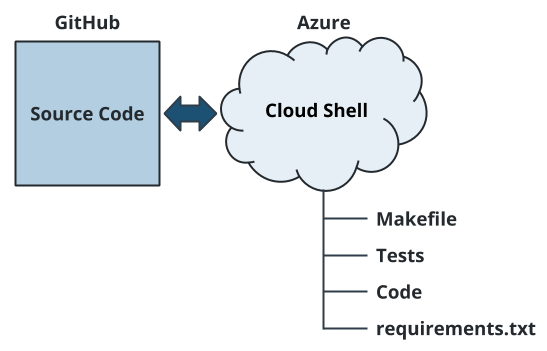 GitHub
Azure
Source Code
Cloud Shell
Makefile
Tests
Code
requirements.txt